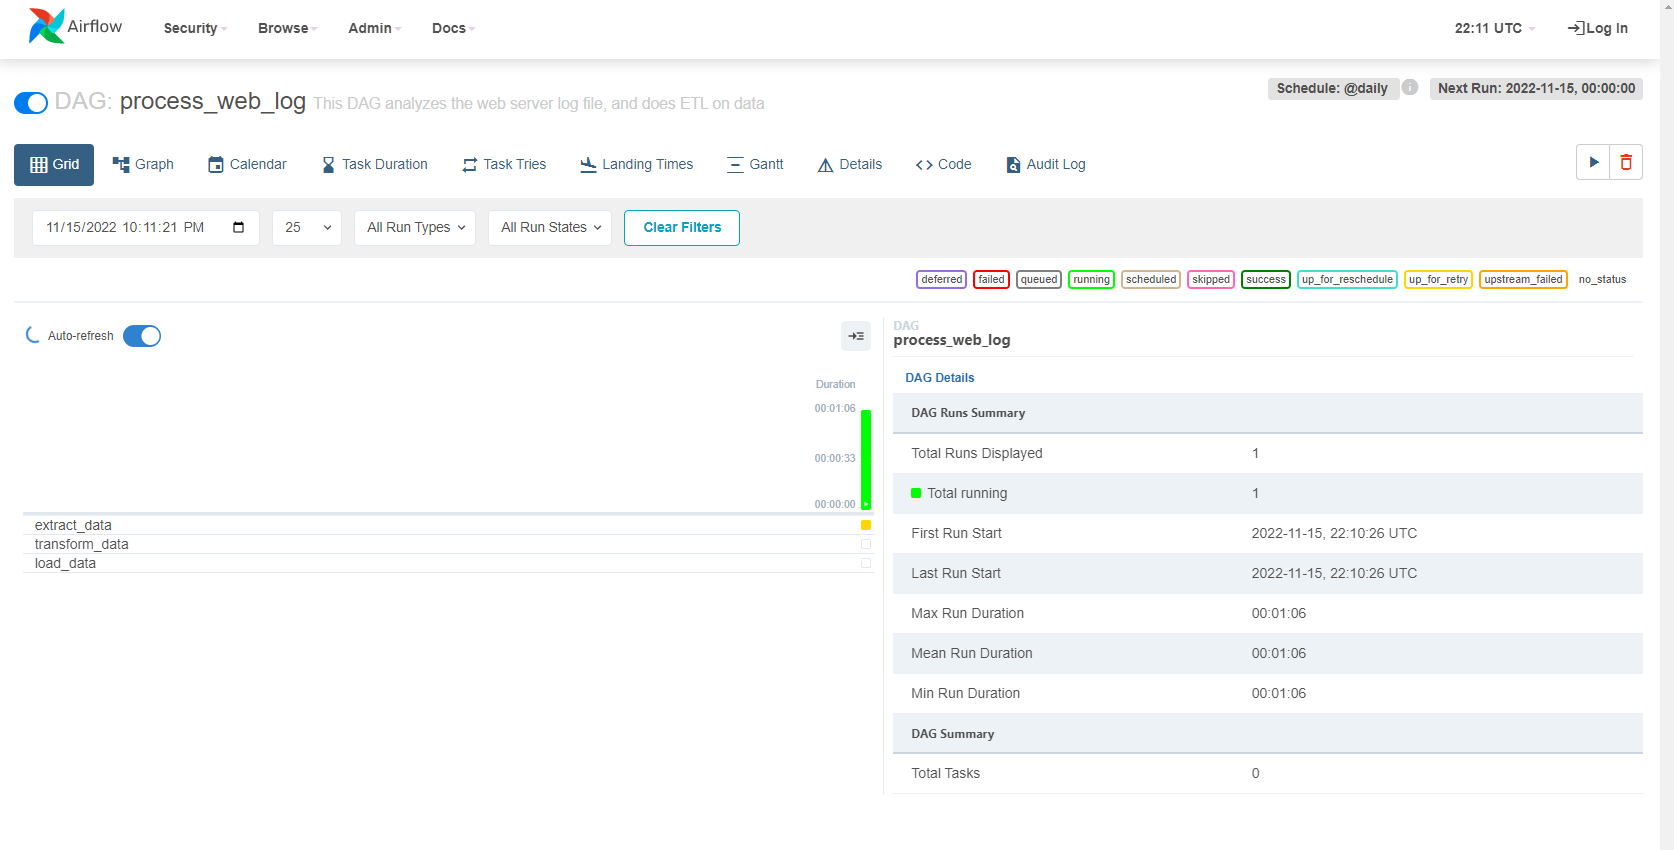 Airflow Security Browse Admin Docs 22:11 UTC Log In
DAG: process_web_log This DAG analyzes the web server log file, and does ETL on data
Schedule: @daily i Next Run: 2022-11-15, 00:00:00
Grid Graph Calendar Task Duration Task Tries Landing Times Gantt Details Code Audit Log
11/15/2022 10:11:21 PM 25 All Run Types All Run States Clear Filters
deferred failed queued running scheduled skipped success up_for_reschedule up_for_retry upstream_failed no_status
Auto-refresh
Duration
00:01:06
00:00:33
00:00:00
extract_data
transform_data
load_data
DAG
process_web_log
DAG Details
DAG Runs Summary
Total Runs Displayed 1
Total running 1
First Run Start 2022-11-15, 22:10:26 UTC
Last Run Start 2022-11-15, 22:10:26 UTC
Max Run Duration 00:01:06
Mean Run Duration 00:01:06
Min Run Duration 00:01:06
DAG Summary
Total Tasks 0